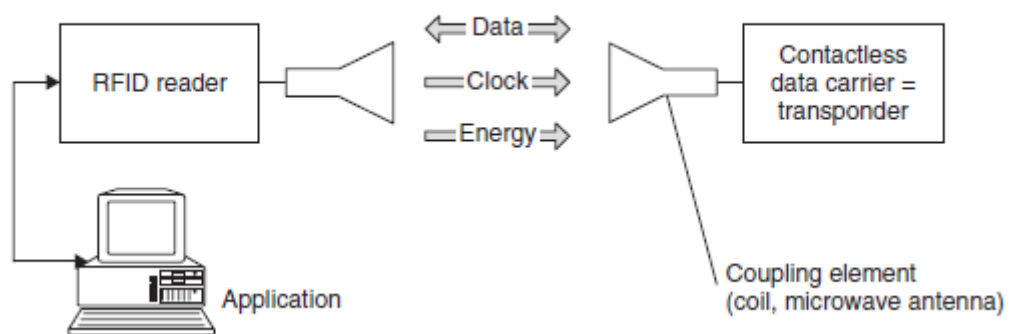 RFID reader
Data
Clock
Energy
Contactless
data carrier =
transponder
Application
Coupling element
(coil, microwave antenna)